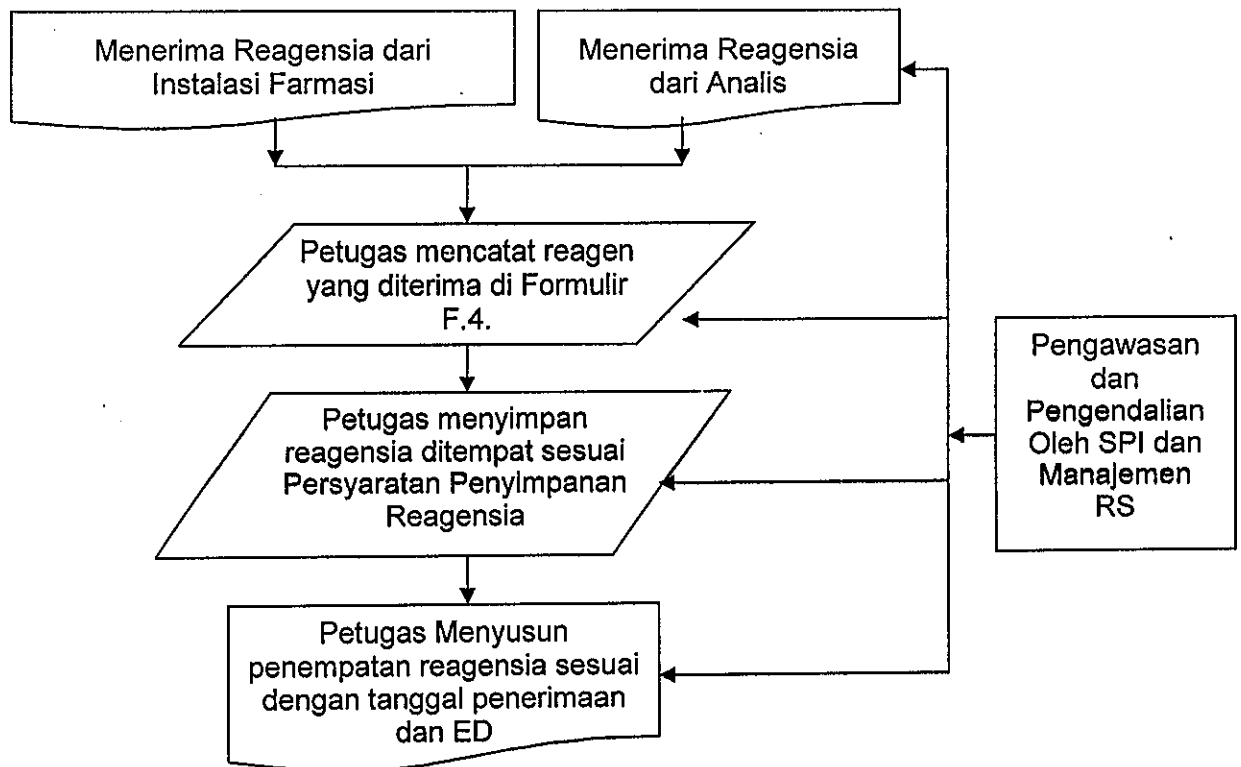 Menerima Reagensia dari
Instalasi Farmasi
Menerima Reagensia
dari Analis
Petugas mencatat reagen
yang diterima di Formulir
F.4.
Petugas menyimpan
reagensia ditempat sesuai
Persyaratan Penyimpanan
Reagensia
Petugas Menyusun
penempatan reagensia sesuai
dengan tanggal penerimaan
dan ED
Pengawasan
dan
Pengendalian
Oleh SPI dan
Manajemen
RS